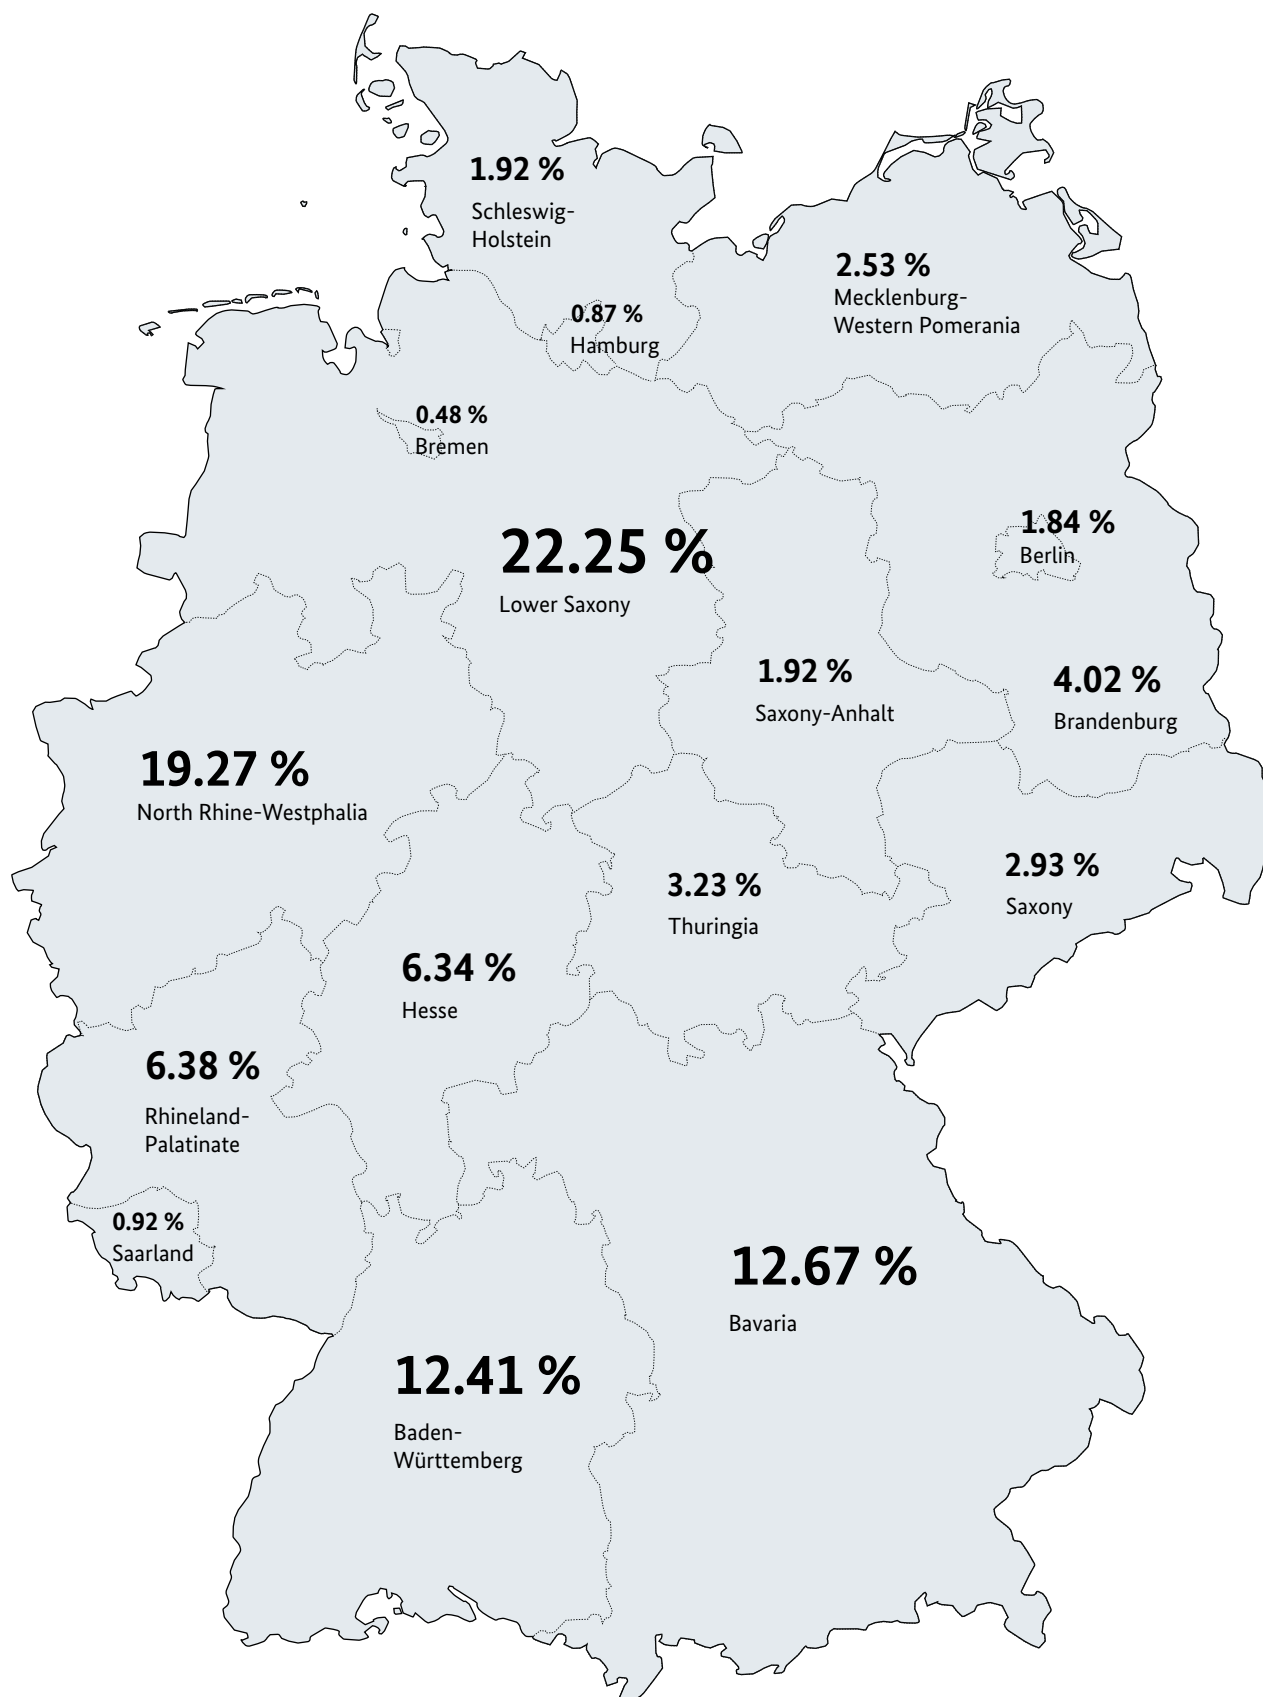 1.92 %
Schleswig-
Holstein
2.53 %
Mecklenburg-
Western Pomerania
0.87 %
Hamburg
0.48 %
Bremen
22.25 %
Lower Saxony
1.84 %
Berlin
1.92 %
Saxony-Anhalt
4.02 %
Brandenburg
19.27 %
North Rhine-Westphalia
2.93 %
Saxony
3.23 %
Thuringia
6.34 %
Hesse
6.38 %
Rhineland-
Palatinate
0.92 %
Saarland
12.67 %
Bavaria
12.41 %
Baden-
Württemberg